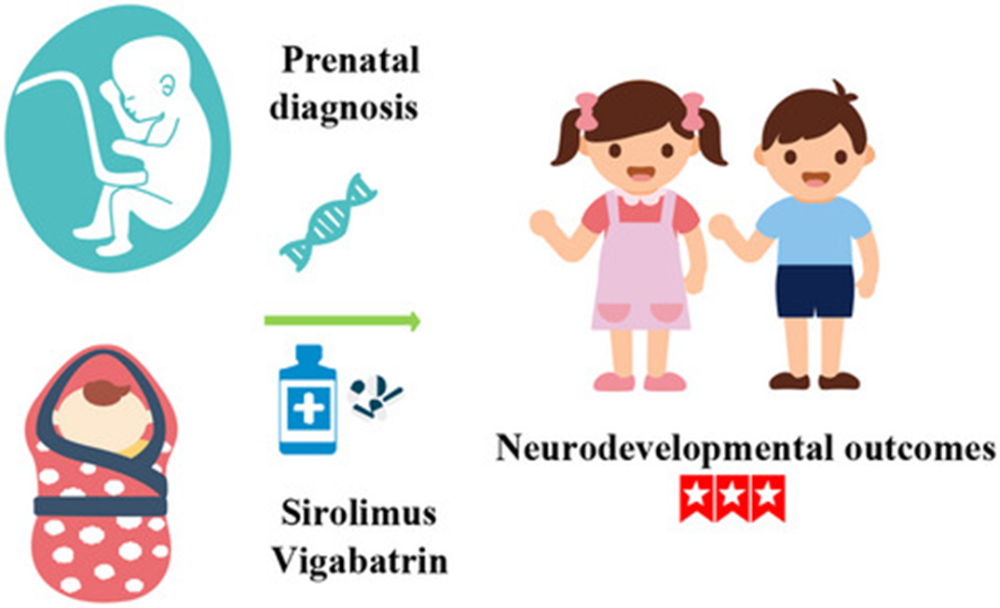 Prenatal
diagnosis
Sirolimus
Vigabatrin
Neurodevelopmental outcomes